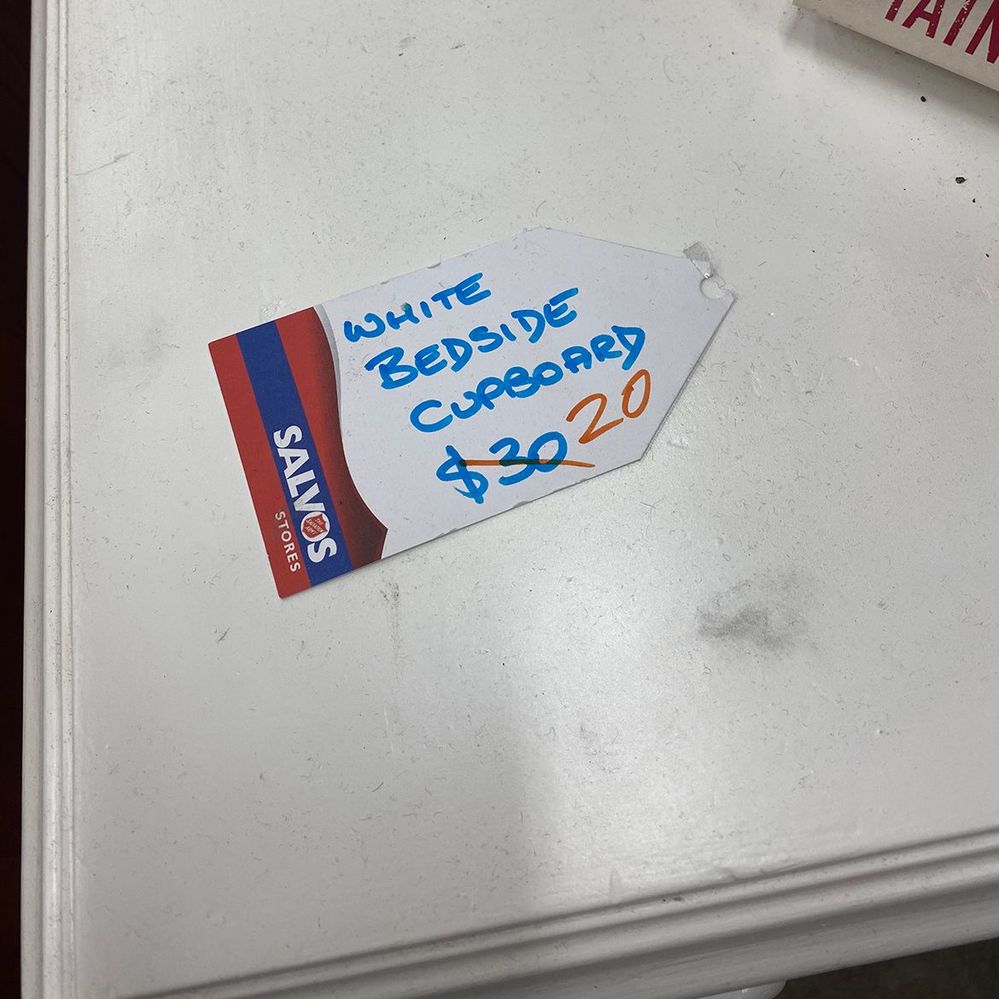 WHITE
BEDSIDE
CUPBOARD
$30 20
SALVOS
STORES